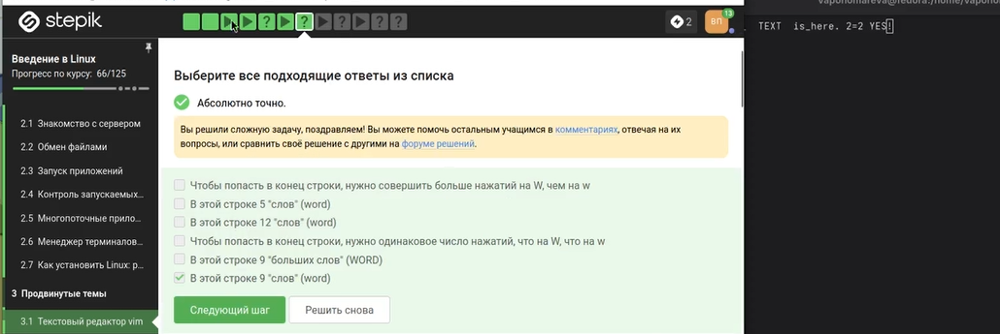 stepik
? ? ? ? ?
2
ВП
13
Введение в Linux
Прогресс по курсу: 66/125
2.1 Знакомство с сервером
2.2 Обмен файлами
2.3 Запуск приложений
2.4 Контроль запускаемых...
2.5 Многопоточные прило...
2.6 Менеджер терминалов...
2.7 Как установить Linux: р...
3 Продвинутые темы
3.1 Текстовый редактор vim
Выберите все подходящие ответы из списка
Абсолютно точно.
Вы решили сложную задачу, поздравляем! Вы можете помочь остальным учащимся в комментариях, отвечая на их
вопросы, или сравнить своё решение с другими на форуме решений.
Чтобы попасть в конец строки, нужно совершить больше нажатий на W, чем на w
В этой строке 5 "слов" (word)
В этой строке 12 "слов" (word)
Чтобы попасть в конец строки, нужно одинаковое число нажатий, что на W, что на w
В этой строке 9 "больших слов" (WORD)
В этой строке 9 "слов" (word)
Следующий шаг
Решить снова
TEXT is_here. 2=2 YES!